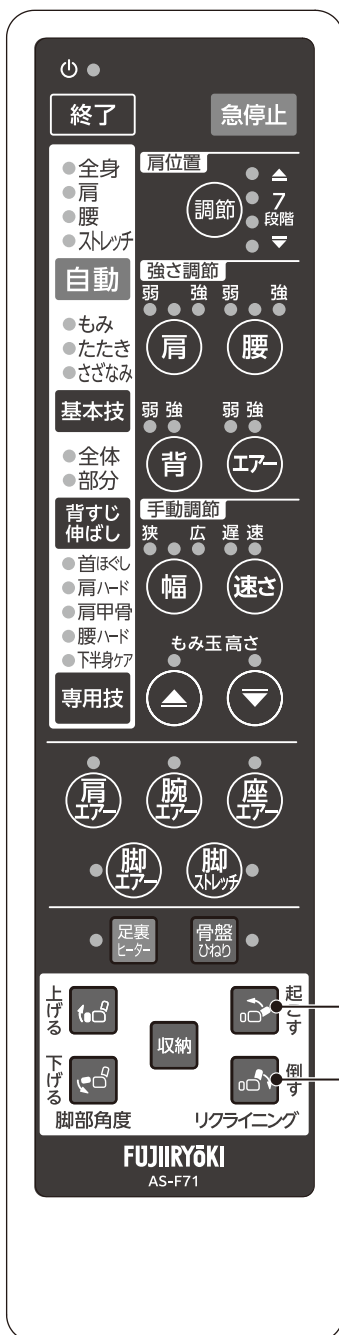 終了
急停止
全身
肩
腰
ストレッチ
自動
もみ
たたき
さざなみ
基本技
全体
部分
背すじ
伸ばし
首ほぐし
肩ハード
肩甲骨
腰ハード
下半身ケア
専用技
肩位置
調節
7
段階
強さ調節
弱 強 弱 強
肩 腰
弱 強 弱 強
背 エアー
手動調節
狭 広 遅 速
幅 速さ
もみ玉高さ
肩
エアー
腕
エアー
座
エアー
脚
エアー
脚
ストレッチ
足裏
ヒーター
骨盤
ひねり
上げる
下げる
脚部角度
収納
起こす
倒す
リクライニング
FUJIIRYōKI
AS-F71